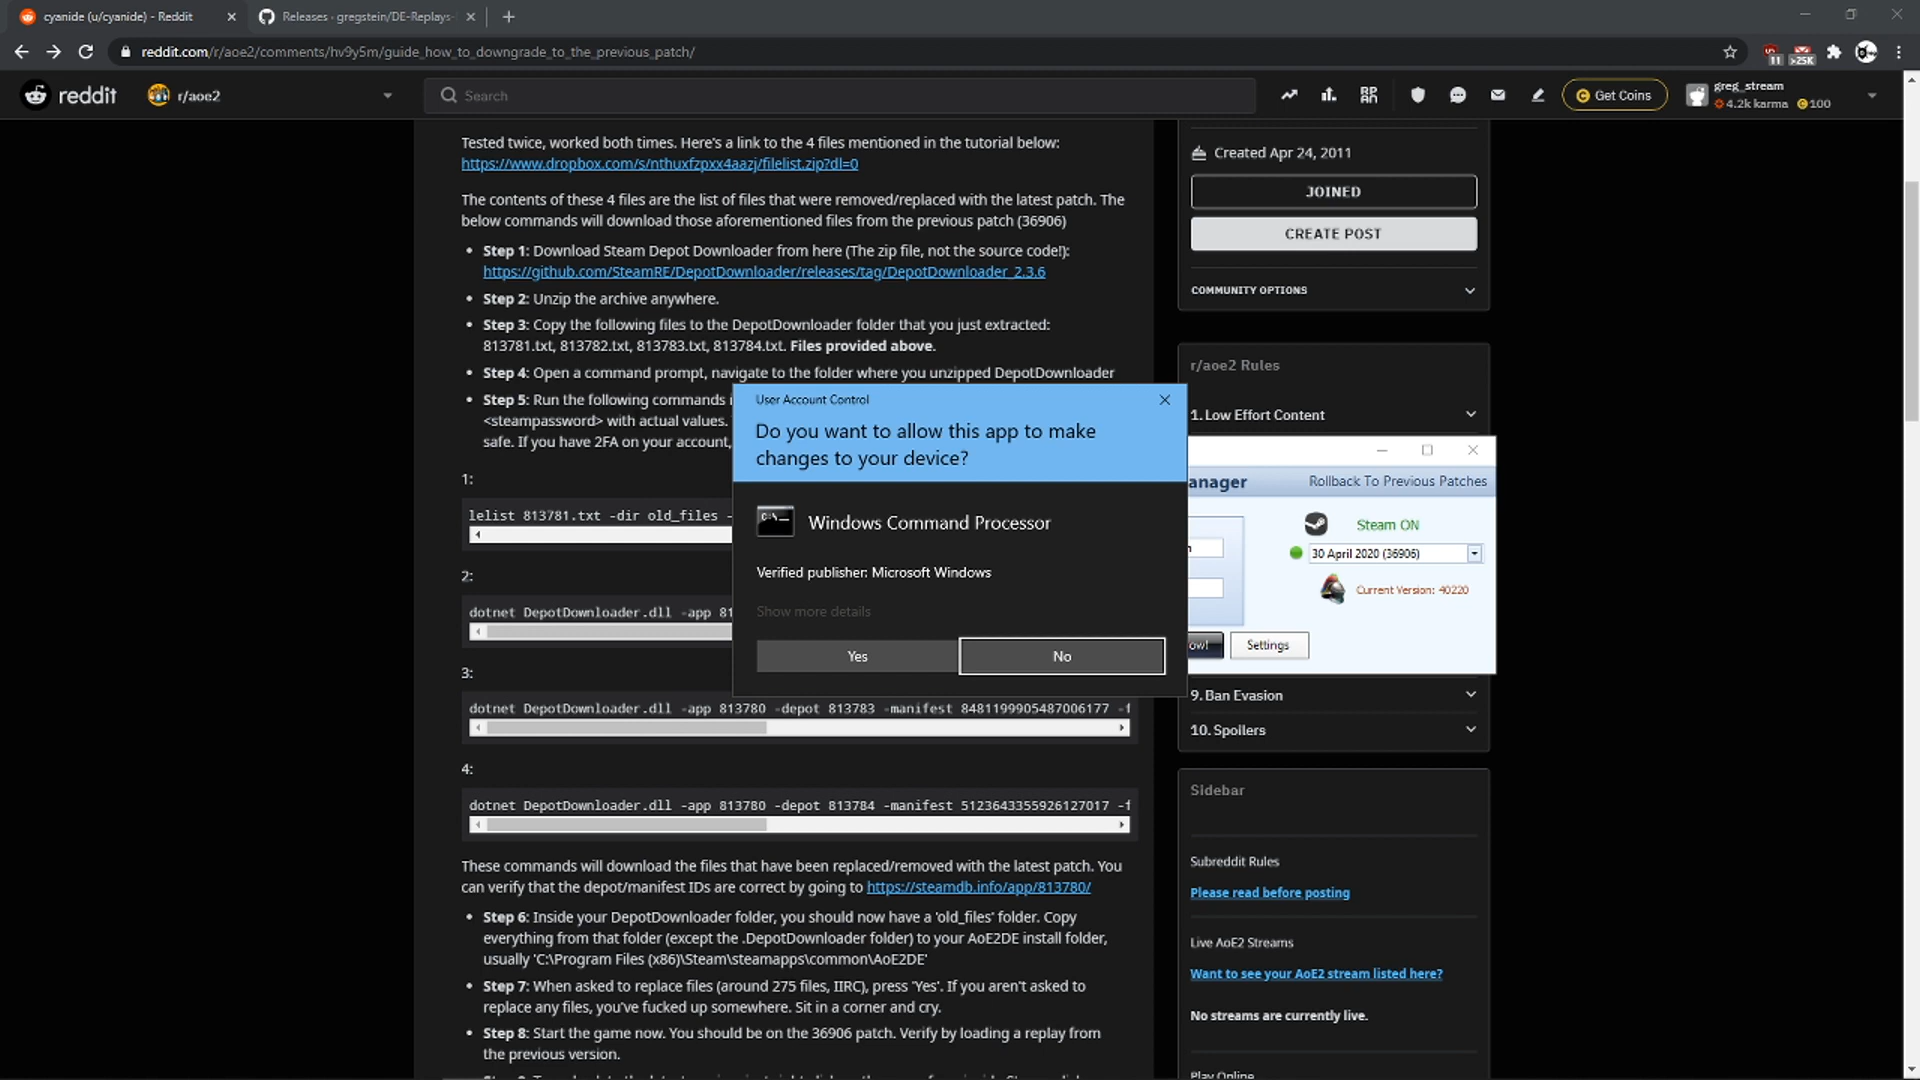 cyanide (u/cyanide) - Reddit
Releases · gregstein/DE-Replays-
reddit.com/r/aoe2/comments/hv9y5m/guide_how_to_downgrade_to_the_previous_patch/
11
>25K
reddit
r/aoe2
Search
Get Coins
greg_stream
4.2k karma 100
Tested twice, worked both times. Here's a link to the 4 files mentioned in the tutorial below:
https://www.dropbox.com/s/nthuxfzpxx4aazj/filelist.zip?dl=0
The contents of these 4 files are the list of files that were removed/replaced with the latest patch. The
below commands will download those aforementioned files from the previous patch (36906)
• Step 1: Download Steam Depot Downloader from here (The zip file, not the source code!):
https://github.com/SteamRE/DepotDownloader/releases/tag/DepotDownloader_2.3.6
• Step 2: Unzip the archive anywhere.
• Step 3: Copy the following files to the DepotDownloader folder that you just extracted:
813781.txt, 813782.txt, 813783.txt, 813784.txt. Files provided above.
• Step 4: Open a command prompt, navigate to the folder where you unzipped DepotDownloader
• Step 5: Run the following commands
<steampassword> with actual values.
safe. If you have 2FA on your account,
1:
lelist 813781.txt -dir old_files -
2:
dotnet DepotDownloader.dll -app 81
3:
dotnet DepotDownloader.dll -app 813780 -depot 813783 -manifest 8481199905487006177 -f
4:
dotnet DepotDownloader.dll -app 813780 -depot 813784 -manifest 5123643355926127017 -f
These commands will download the files that have been replaced/removed with the latest patch. You
can verify that the depot/manifest IDs are correct by going to https://steamdb.info/app/813780/
• Step 6: Inside your DepotDownloader folder, you should now have a 'old_files' folder. Copy
everything from that folder (except the .DepotDownloader folder) to your AoE2DE install folder,
usually 'C:\Program Files (x86)\Steam\steamapps\common\AoE2DE'
• Step 7: When asked to replace files (around 275 files, IIRC), press 'Yes'. If you aren't asked to
replace any files, you've fucked up somewhere. Sit in a corner and cry.
• Step 8: Start the game now. You should be on the 36906 patch. Verify by loading a replay from
the previous version.
User Account Control
Do you want to allow this app to make
changes to your device?
C:\_
Windows Command Processor
Verified publisher: Microsoft Windows
Show more details
Yes
No
anager
Rollback To Previous Patches
Steam ON
30 April 2020 (36906)
Current Version: 40220
ow!
Settings
Created Apr 24, 2011
JOINED
CREATE POST
COMMUNITY OPTIONS
r/aoe2 Rules
1. Low Effort Content
9. Ban Evasion
10. Spoilers
Sidebar
Subreddit Rules
Please read before posting
Live AoE2 Streams
Want to see your AoE2 stream listed here?
No streams are currently live.
Play Online